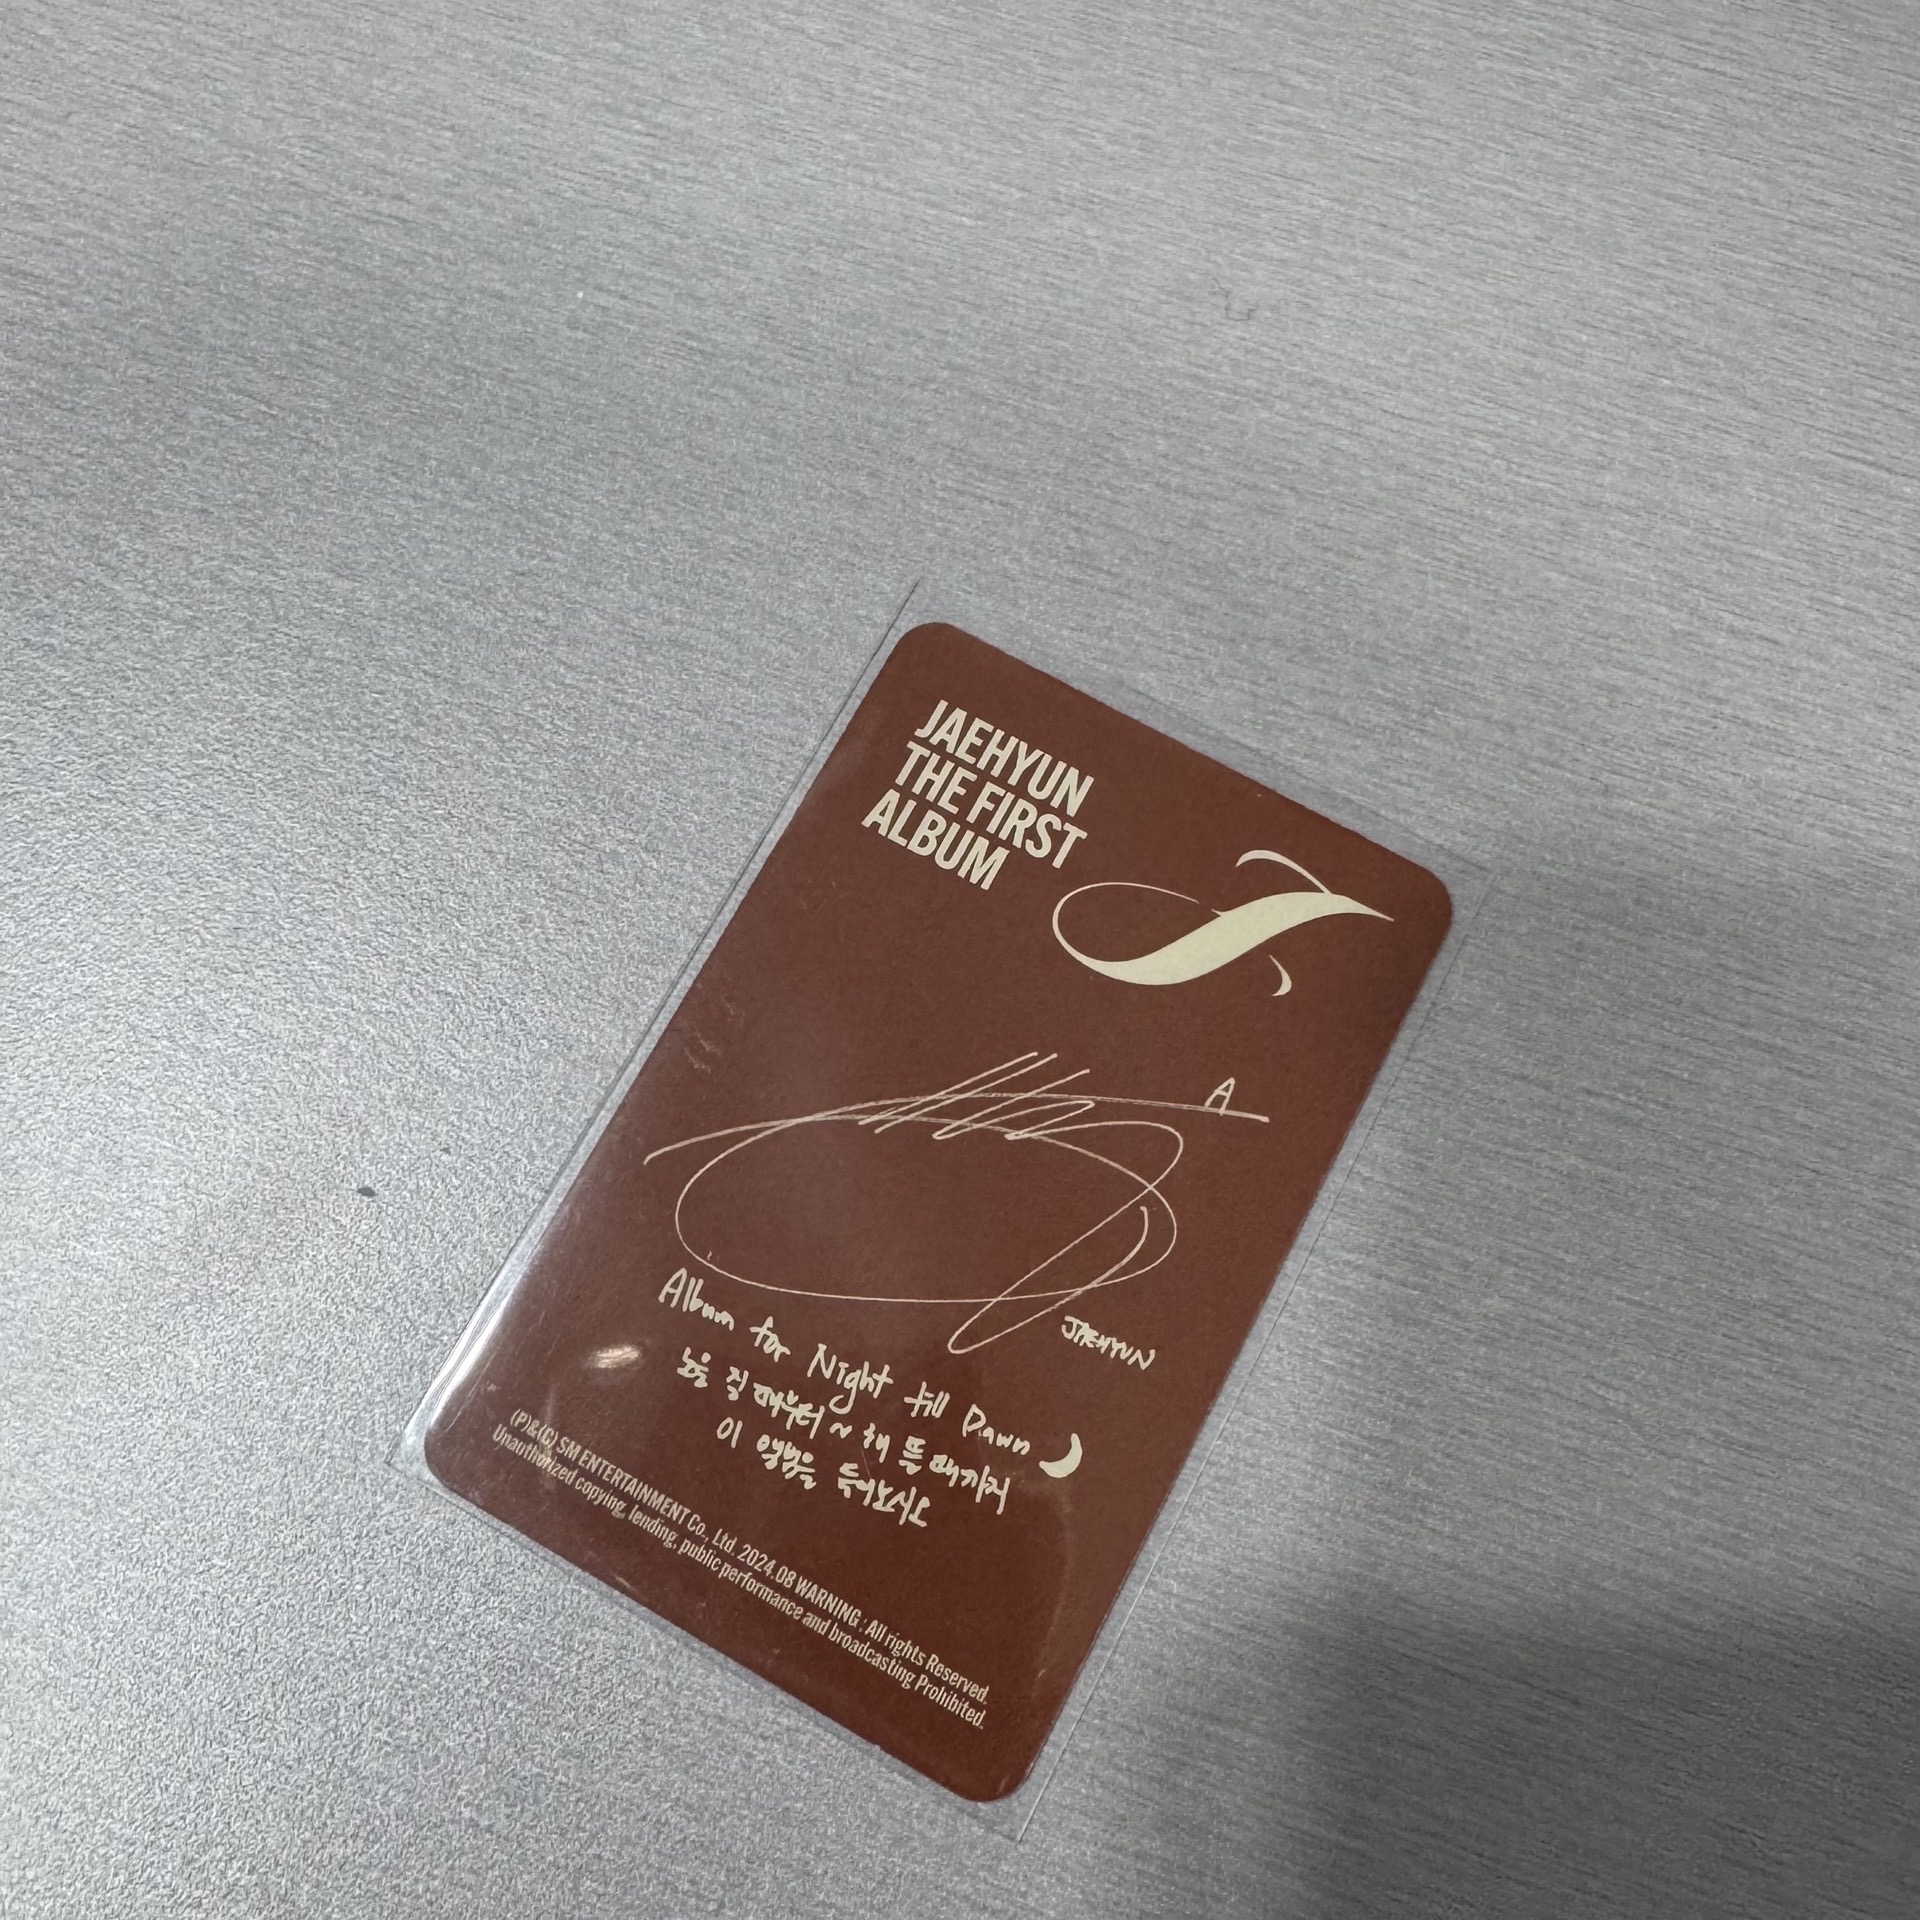 JAEHYUN
THE FIRST
ALBUM
J
A
JAEHYUN
Album for Night till Dawn
노을 질 때부터 ~ 해 뜰 때까지
이 앨범을 들어보시오
(P)&(C) SM ENTERTAINMENT Co., Ltd. 2024.08 WARNING : All rights Reserved.
Unauthorized copying, lending, public performance and broadcasting Prohibited.